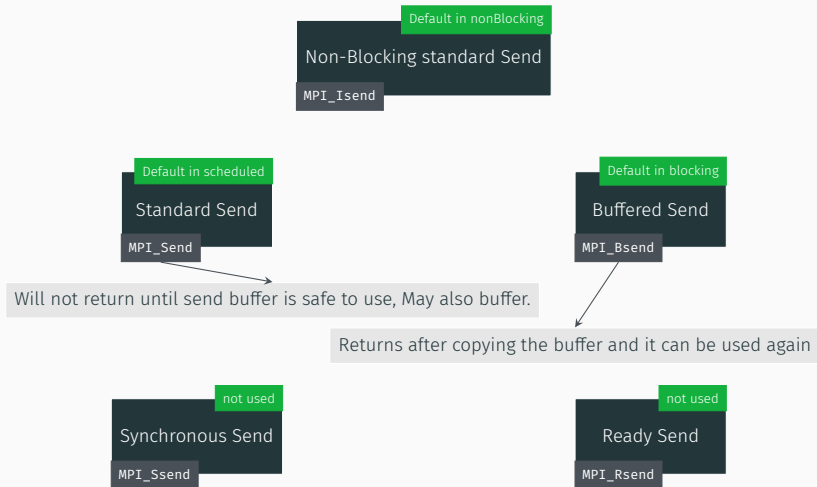 Default in nonBlocking
Non-Blocking standard Send
MPI_Isend
Default in scheduled
Standard Send
MPI_Send
Default in blocking
Buffered Send
MPI_Bsend
Will not return until send buffer is safe to use, May also buffer.
Returns after copying the buffer and it can be used again
not used
Synchronous Send
MPI_Ssend
not used
Ready Send
MPI_Rsend